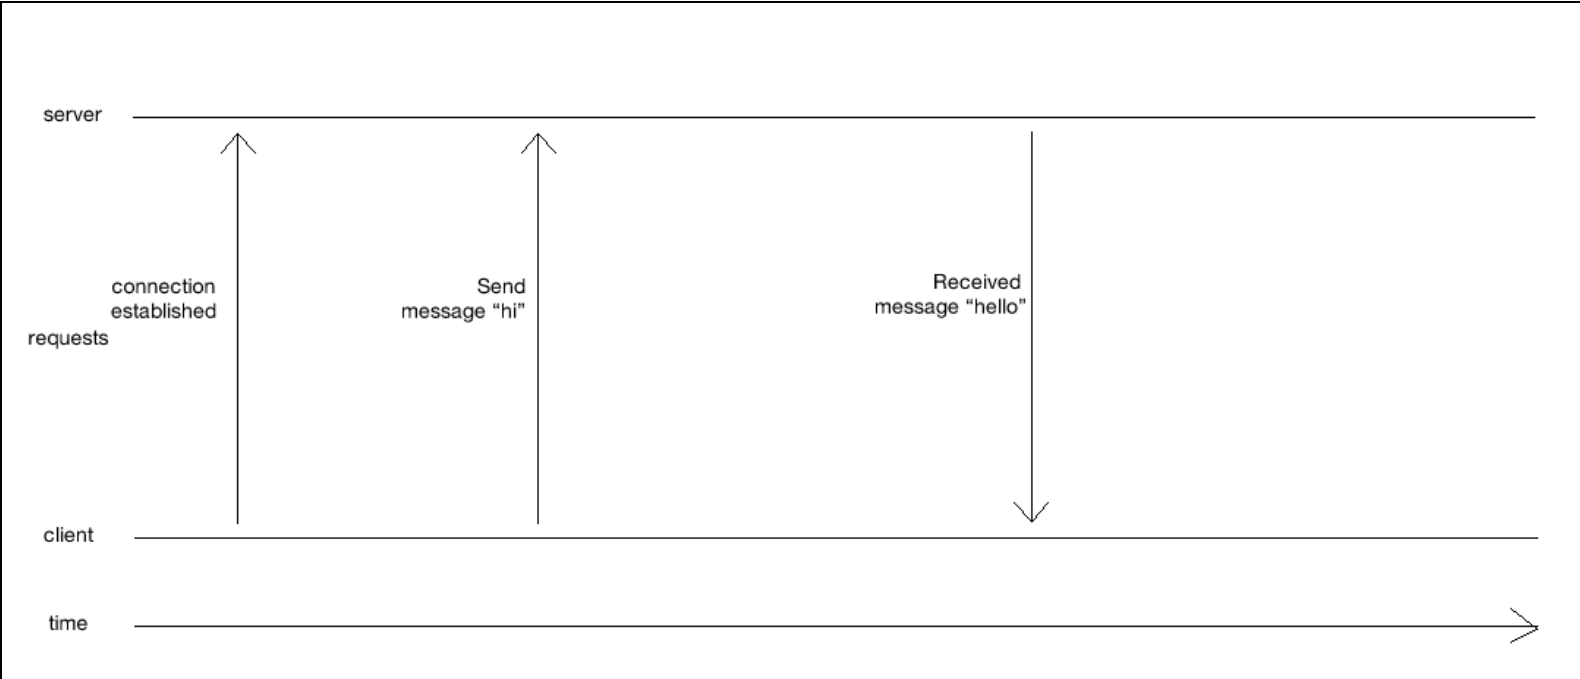 server
connection
established
requests
Send
message “hi”
Received
message “hello”
client
time